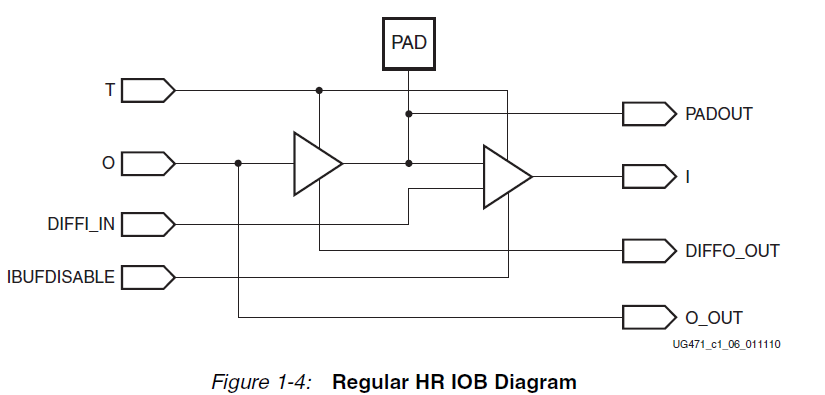 PAD
T
PADOUT
O
I
DIFFI_IN
DIFFO_OUT
IBUFDISABLE
O_OUT
UG471_c1_06_011110
Figure 1-4: Regular HR IOB Diagram